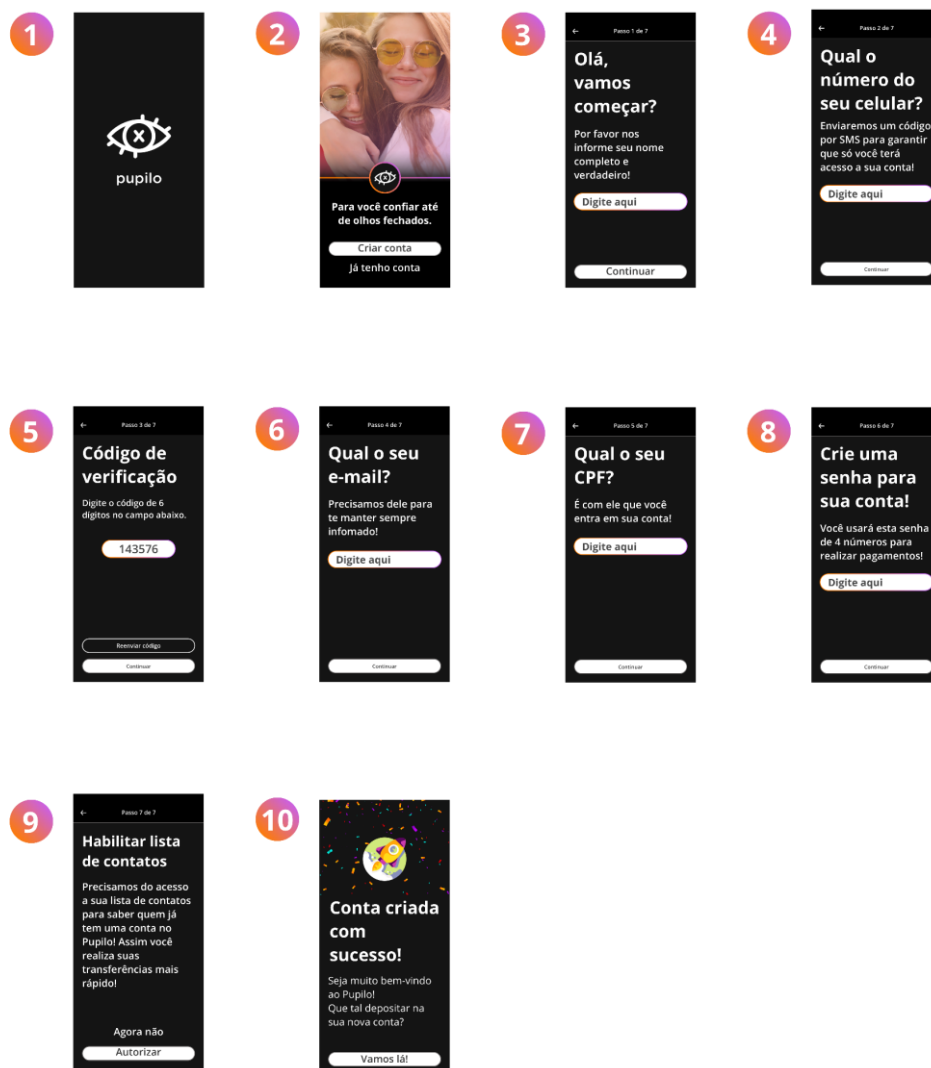 1
pupilo
2
Para você confiar até
de olhos fechados.
Criar conta
Já tenho conta
3
Passo 1 de 7
Olá,
vamos
começar?
Por favor nos
informe seu nome
completo e
verdadeiro!
Digite aqui
Continuar
4
Passo 2 de 7
Qual o
número do
seu celular?
Enviaremos um código
por SMS para garantir
que só você terá
acesso a sua conta!
Digite aqui
Continuar
5
Passo 3 de 7
Código de
verificação
Digite o código de 6
dígitos no campo abaixo.
143576
Reenviar código
Continuar
6
Passo 4 de 7
Qual o seu
e-mail?
Precisamos dele para
te manter sempre
infomado!
Digite aqui
Continuar
7
Passo 5 de 7
Qual o seu
CPF?
É com ele que você
entra em sua conta!
Digite aqui
Continuar
8
Passo 6 de 7
Crie uma
senha para
sua conta!
Você usará esta senha
de 4 números para
realizar pagamentos!
Digite aqui
Continuar
9
Passo 7 de 7
Habilitar lista
de contatos
Precisamos do acesso
a sua lista de contatos
para saber quem já
tem uma conta no
Pupilo! Assim você
realiza suas
transferências mais
rápido!
Agora não
Autorizar
10
Conta criada
com
sucesso!
Seja muito bem-vindo
ao Pupilo!
Que tal depositar na
sua nova conta?
Vamos lá!